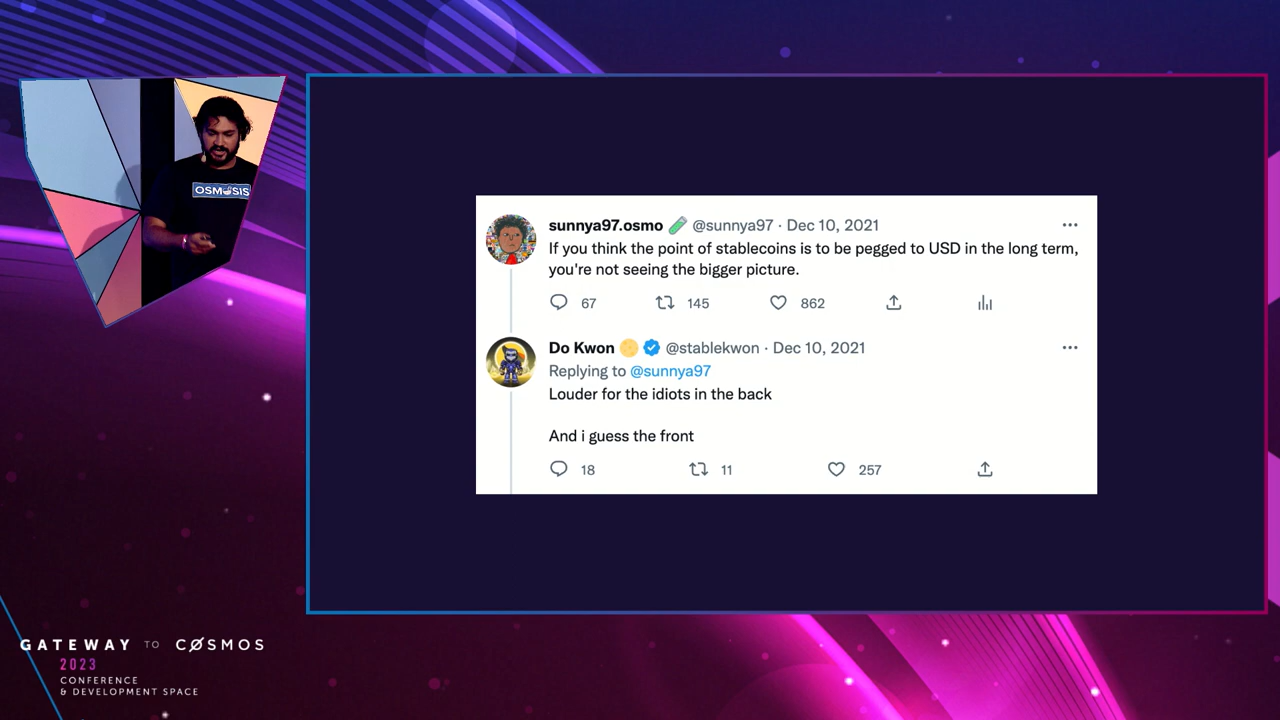 OSMOSIS
sunnya97.osmo 🧪 @sunnya97 · Dec 10, 2021
If you think the point of stablecoins is to be pegged to USD in the long term,
you're not seeing the bigger picture.
67 145 862
Do Kwon 🌕 @stablekwon · Dec 10, 2021
Replying to @sunnya97
Louder for the idiots in the back
And i guess the front
18 11 257
GATEWAY TO CØSMOS
2023
CONFERENCE
& DEVELOPMENT SPACE